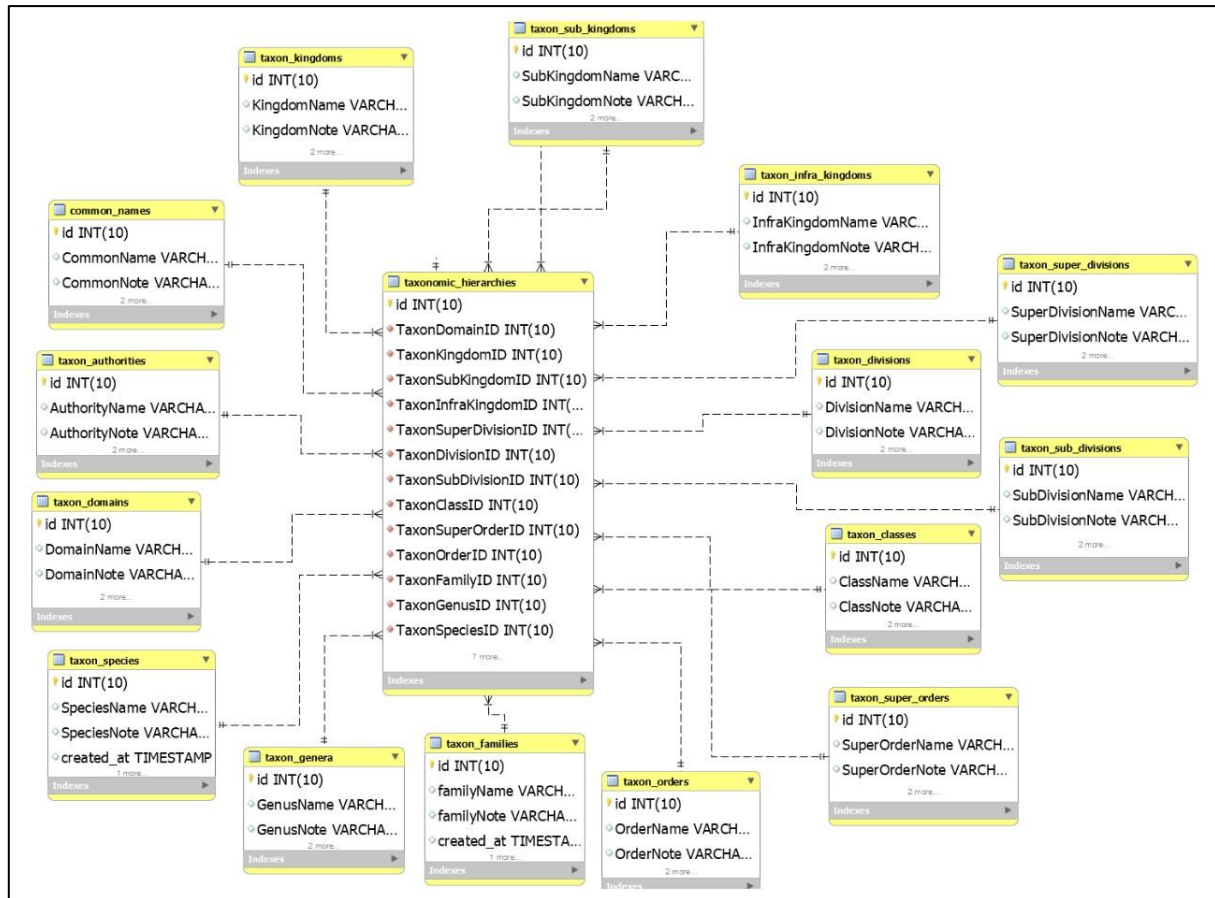 taxon_sub_kingdoms
id INT(10)
SubKingdomName VARC...
SubKingdomNote VARCHA...
2 more...
Indexes
taxon_kingdoms
id INT(10)
KingdomName VARCH...
KingdomNote VARCHA...
2 more...
Indexes
taxon_infra_kingdoms
id INT(10)
InfraKingdomName VARC...
InfraKingdomNote VARCHA...
2 more...
Indexes
common_names
id INT(10)
CommonName VARCH...
CommonNote VARCHA...
2 more...
Indexes
taxonomic_hierarchies
id INT(10)
TaxonDomainID INT(10)
TaxonKingdomID INT(10)
TaxonSubKingdomID INT(10)
TaxonInfraKingdomID INT(...
TaxonSuperDivisionID INT(...
TaxonDivisionID INT(10)
TaxonSubDivisionID INT(10)
TaxonClassID INT(10)
TaxonSuperOrderID INT(10)
TaxonOrderID INT(10)
TaxonFamilyID INT(10)
TaxonGenusID INT(10)
TaxonSpeciesID INT(10)
7 more...
Indexes
taxon_super_divisions
id INT(10)
SuperDivisionName VARC...
SuperDivisionNote VARCHA...
2 more...
Indexes
taxon_authorities
id INT(10)
AuthorityName VARCHA...
AuthorityNote VARCHA...
2 more...
Indexes
taxon_divisions
id INT(10)
DivisionName VARCH...
DivisionNote VARCHA...
2 more...
Indexes
taxon_sub_divisions
id INT(10)
SubDivisionName VARCH...
SubDivisionNote VARCHA...
2 more...
Indexes
taxon_domains
id INT(10)
DomainName VARCH...
DomainNote VARCHA...
2 more...
Indexes
taxon_classes
id INT(10)
ClassName VARCH...
ClassNote VARCHA...
2 more...
Indexes
taxon_species
id INT(10)
SpeciesName VARCH...
SpeciesNote VARCHA...
created_at TIMESTAMP
1 more...
Indexes
taxon_super_orders
id INT(10)
SuperOrderName VARCH...
SuperOrderNote VARCHA...
2 more...
Indexes
taxon_genera
id INT(10)
GenusName VARCH...
GenusNote VARCHA...
2 more...
Indexes
taxon_families
id INT(10)
familyName VARCH...
familyNote VARCHA...
created_at TIMESTA...
1 more...
Indexes
taxon_orders
id INT(10)
OrderName VARCH...
OrderNote VARCHA...
2 more...
Indexes